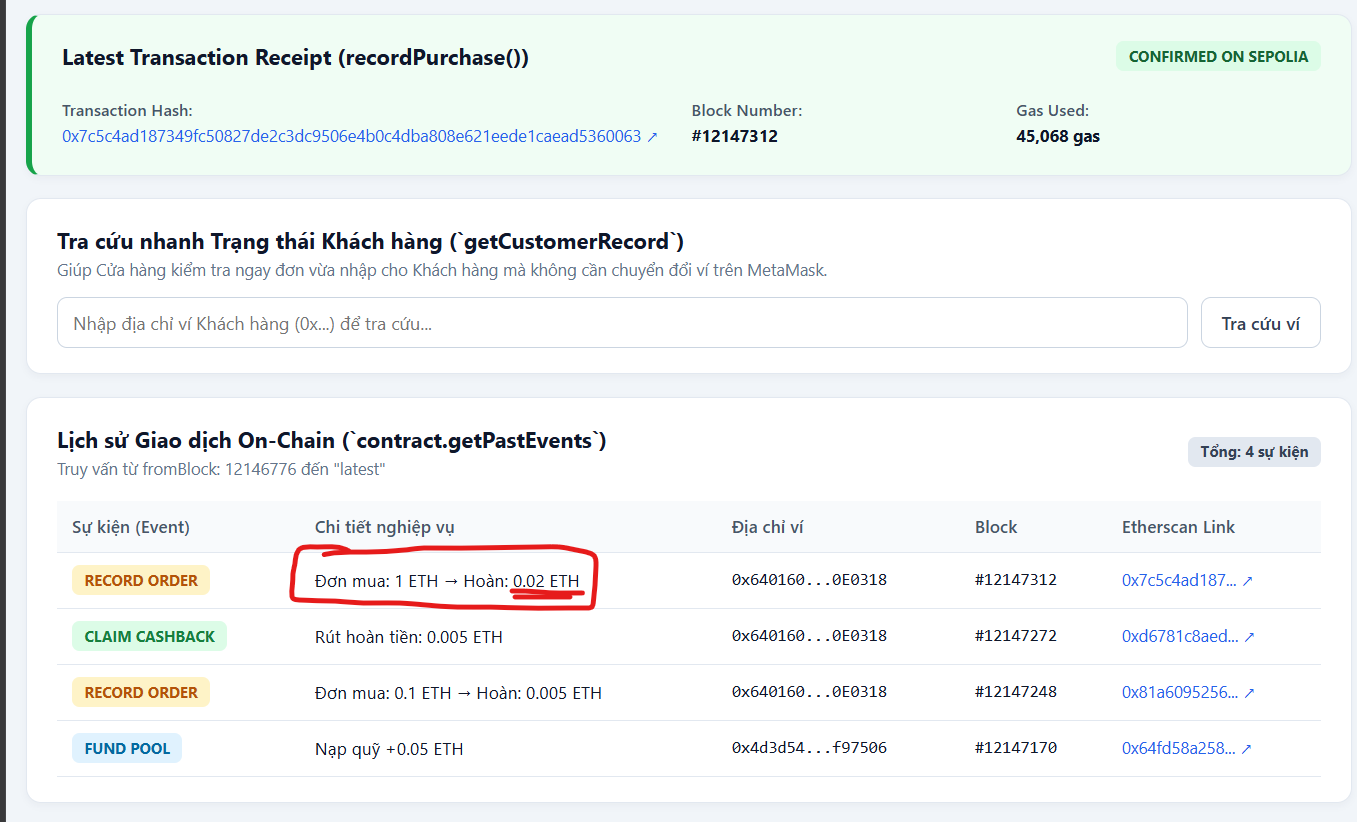 Latest Transaction Receipt (recordPurchase())
CONFIRMED ON SEPOLIA
Transaction Hash:
Block Number:
Gas Used:
0x7c5c4ad187349fc50827de2c3dc9506e4b0c4dba808e621eede1caead5360063 ↗
#12147312
45,068 gas
Tra cứu nhanh Trạng thái Khách hàng (`getCustomerRecord`)
Giúp Cửa hàng kiểm tra ngay đơn vừa nhập cho Khách hàng mà không cần chuyển đổi ví trên MetaMask.
Nhập địa chỉ ví Khách hàng (0x...) để tra cứu...
Tra cứu ví
Lịch sử Giao dịch On-Chain (`contract.getPastEvents`)
Truy vấn từ fromBlock: 12146776 đến "latest"
Tổng: 4 sự kiện
Sự kiện (Event) Chi tiết nghiệp vụ Địa chỉ ví Block Etherscan Link
RECORD ORDER Đơn mua: 1 ETH → Hoàn: 0.02 ETH 0x640160...0E0318 #12147312 0x7c5c4ad187... ↗
CLAIM CASHBACK Rút hoàn tiền: 0.005 ETH 0x640160...0E0318 #12147272 0xd6781c8aed... ↗
RECORD ORDER Đơn mua: 0.1 ETH → Hoàn: 0.005 ETH 0x640160...0E0318 #12147248 0x81a6095256... ↗
FUND POOL Nạp quỹ +0.05 ETH 0x4d3d54...f97506 #12147170 0x64fd58a258... ↗